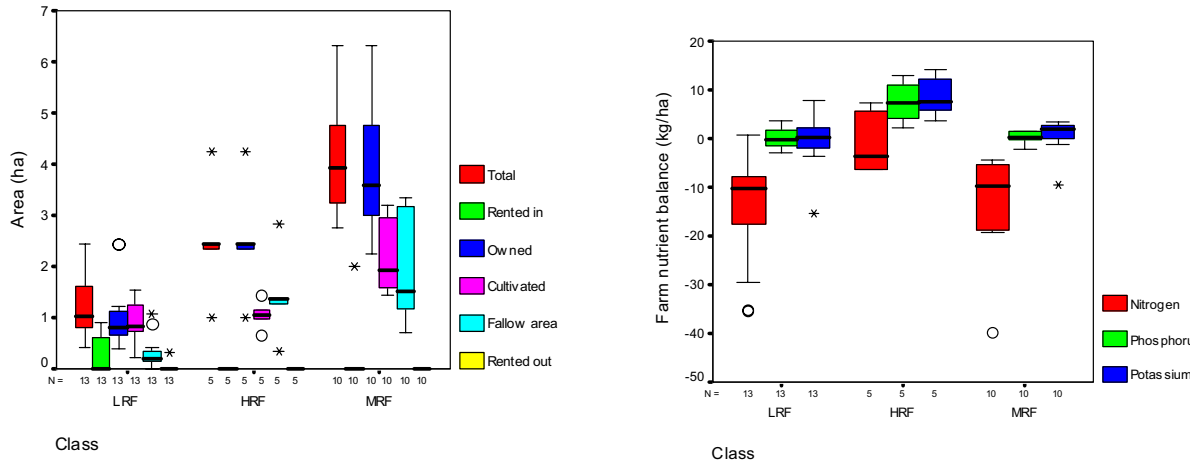 7
6
5
4
3
2
1
0
Area (ha)
N = 13 13 13 13 13 13 5 5 5 5 5 5 10 10 10 10 10 10
LRF HRF MRF
Class
Total
Rented in
Owned
Cultivated
Fallow area
Rented out
20
10
0
-10
-20
-30
-40
-50
Farm nutrient balance (kg/ha)
N = 13 13 13 5 5 5 10 10 10
LRF HRF MRF
Class
Nitrogen
Phosphoru
Potassium